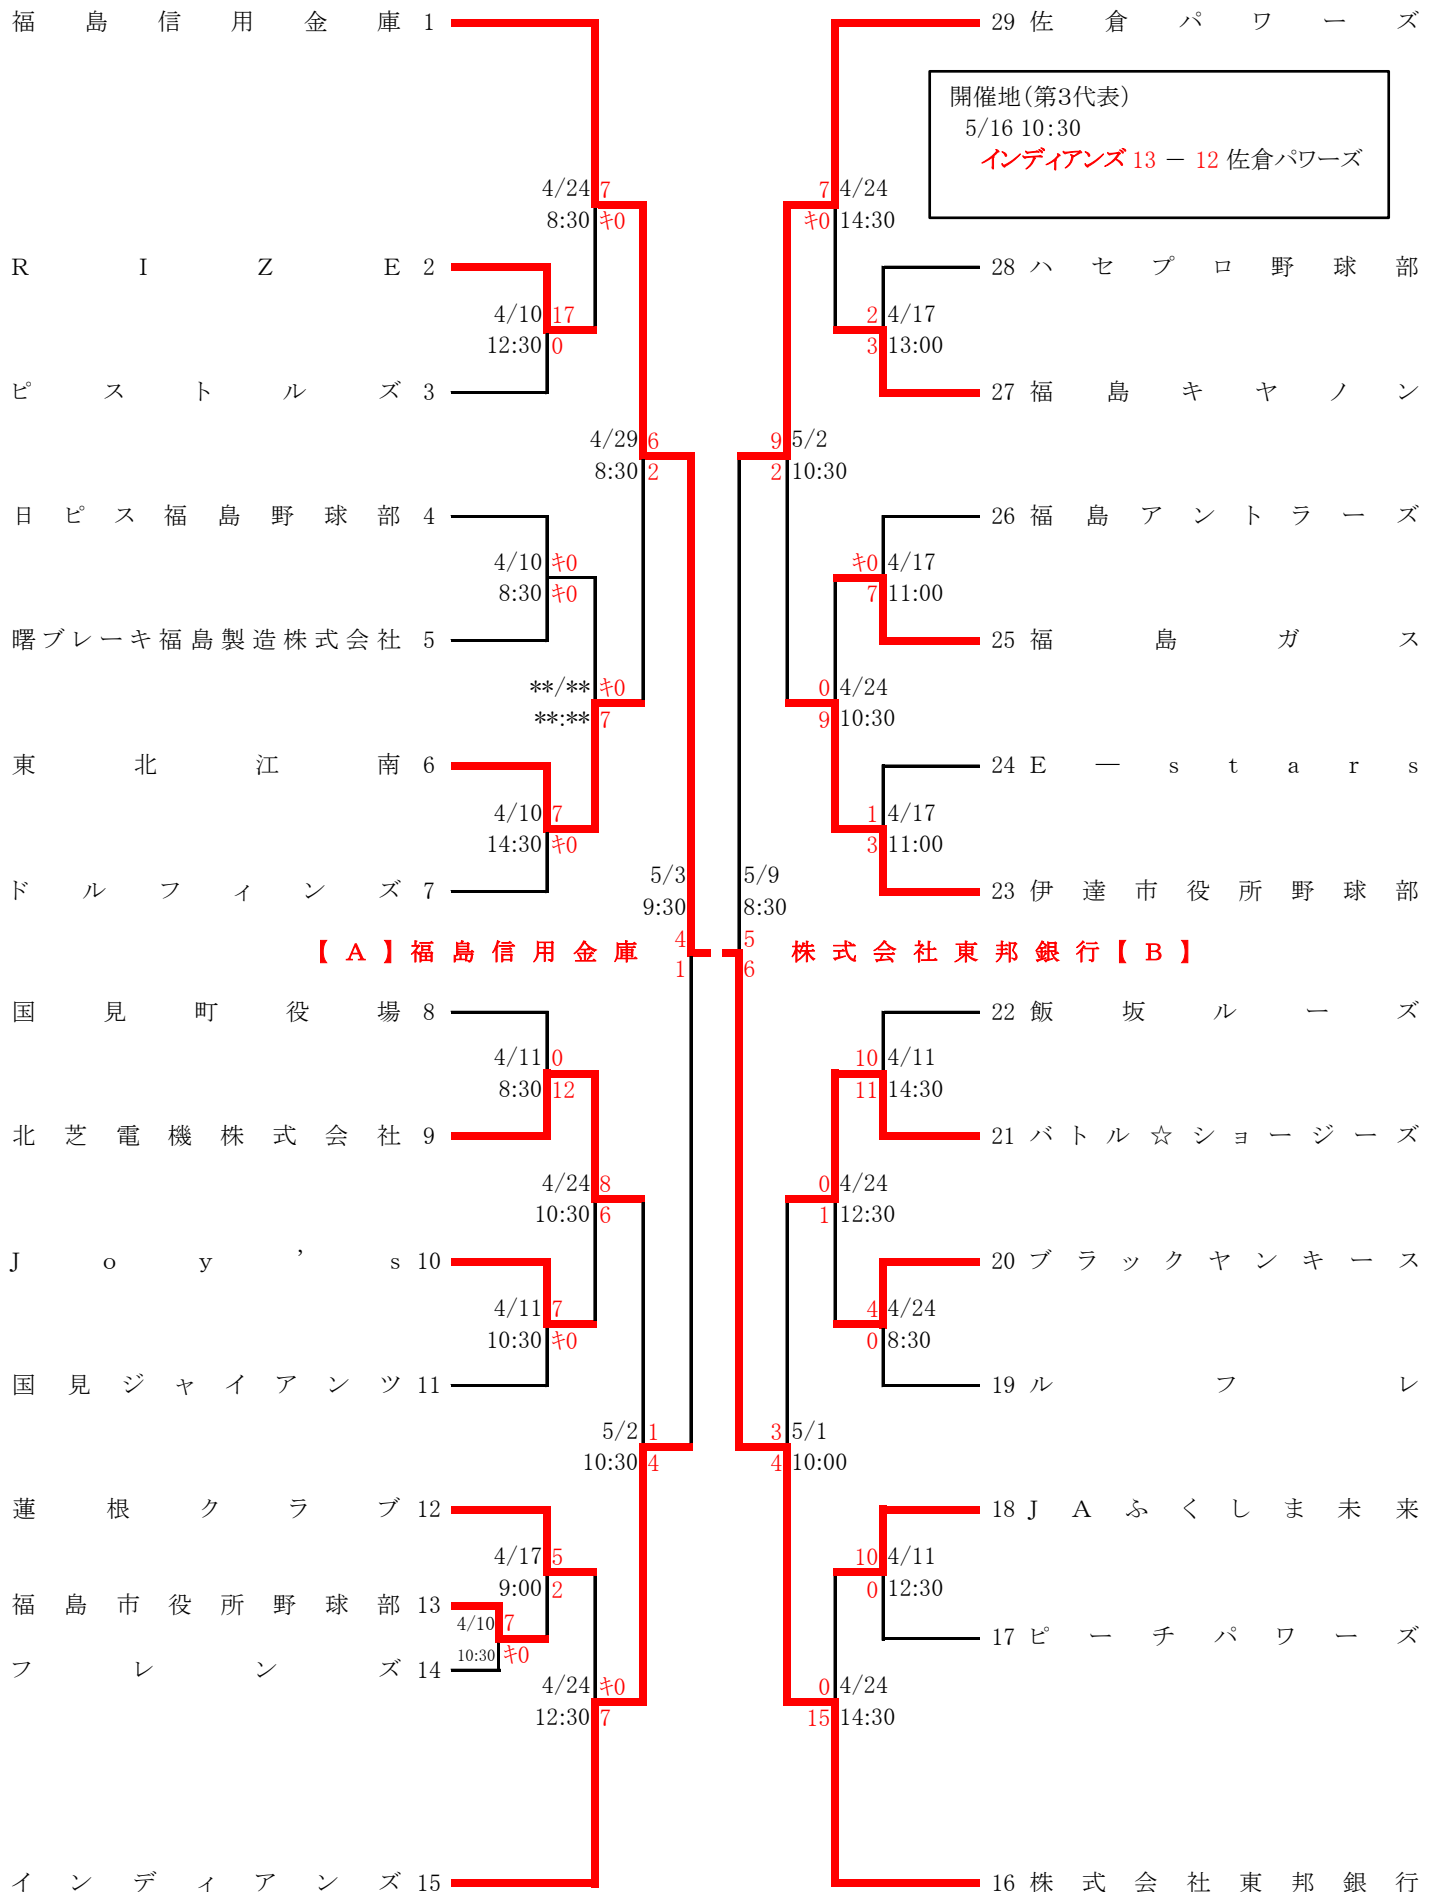 福島信用金庫 1
29 佐倉パワーズ
開催地(第3代表)
5/16 10:30
インディアンズ 13 － 12 佐倉パワーズ
4/24 7
8:30 ｷ0
7 4/24
ｷ0 14:30
RIZE 2
28 ハセプロ野球部
4/10 17
12:30 0
2 4/17
3 13:00
ピストルズ 3
27 福島キヤノン
4/29 6
8:30 2
9 5/2
2 10:30
日ピス福島野球部 4
26 福島アントラーズ
4/10 ｷ0
8:30 ｷ0
ｷ0 4/17
7 11:00
曙ブレーキ福島製造株式会社 5
25 福島ガス
**/** ｷ0
**:** 7
0 4/24
9 10:30
東北江南 6
24 E―stars
4/10 7
14:30 ｷ0
1 4/17
3 11:00
ドルフィンズ 7
23 伊達市役所野球部
5/3
9:30
4
1
5/9
8:30
5
6
【A】福島信用金庫
株式会社東邦銀行【B】
国見町役場 8
22 飯坂ルーズ
4/11 0
8:30 12
10 4/11
11 14:30
北芝電機株式会社 9
21 バトル☆ショージーズ
4/24 8
10:30 6
0 4/24
1 12:30
Joy’s 10
20 ブラックヤンキース
4/11 7
10:30 ｷ0
4 4/24
0 8:30
国見ジャイアンツ 11
19 ルフレ
5/2 1
10:30 4
3 5/1
4 10:00
蓮根クラブ 12
18 JAふくしま未来
4/17 5
9:00 2
10 4/11
0 12:30
福島市役所野球部 13
4/10 7
10:30 ｷ0
17 ピーチパワーズ
フレンズ 14
4/24 ｷ0
12:30 7
0 4/24
15 14:30
インディアンズ 15
16 株式会社東邦銀行